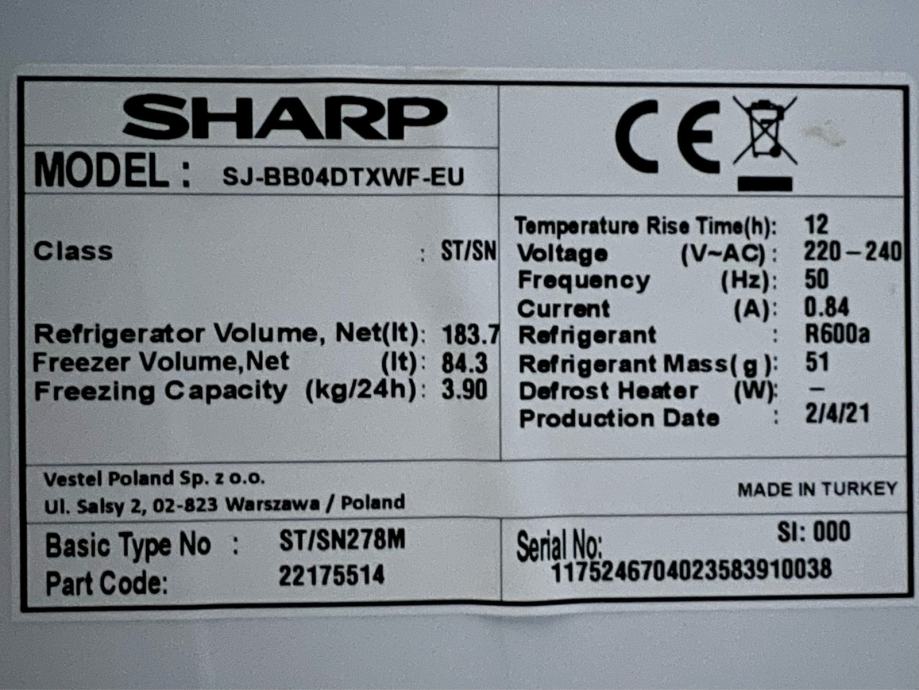 SHARP
CE
MODEL : SJ-BB04DTXWF-EU
Class : ST/SN
Refrigerator Volume, Net(lt): 183.7
Freezer Volume,Net (lt): 84.3
Freezing Capacity (kg/24h): 3.90
Temperature Rise Time(h): 12
Voltage (V~AC) : 220–240
Frequency (Hz): 50
Current (A): 0.84
Refrigerant : R600a
Refrigerant Mass( g ): 51
Defrost Heater (W): –
Production Date : 2/4/21
Vestel Poland Sp. z o.o.
Ul. Salsy 2, 02-823 Warszawa / Poland
MADE IN TURKEY
Basic Type No : ST/SN278M
Part Code: 22175514
SI: 000
Serial No:
1175246704023583910038